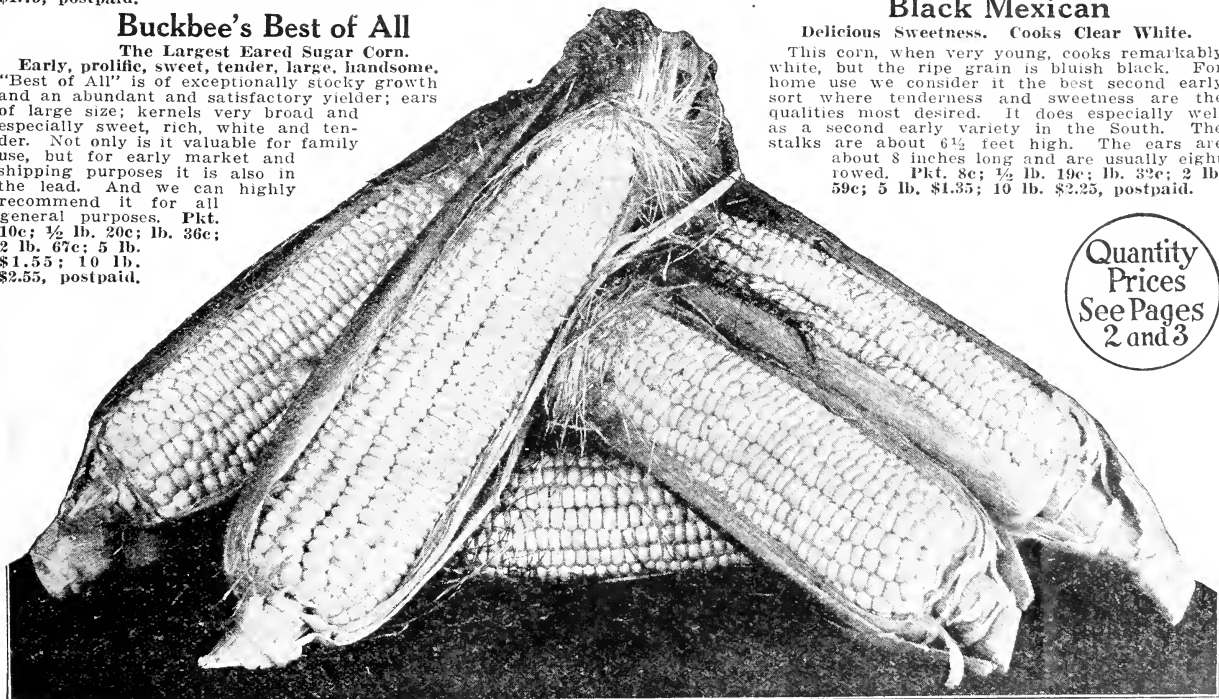 $1.75, postpaid.
Buckbee's Best of All
The Largest Eared Sugar Corn.
Early, prolific, sweet, tender, large, handsome.
"Best of All" is of exceptionally stocky growth
and an abundant and satisfactory yielder; ears
of large size; kernels very broad and
especially sweet, rich, white and ten-
der. Not only is it valuable for family
use, but for early market and
shipping purposes it is also in
the lead. And we can highly
recommend it for all
general purposes. Pkt.
10c; ½ lb. 20c; lb. 36c;
2 lb. 67c; 5 lb.
$1.55; 10 lb.
$2.55, postpaid.
Black Mexican
Delicious Sweetness. Cooks Clear White.
This corn, when very young, cooks remarkably
white, but the ripe grain is bluish black. For
home use we consider it the best second early
sort where tenderness and sweetness are the
qualities most desired. It does especially well
as a second early variety in the South. The
stalks are about 6½ feet high. The ears are
about 8 inches long and are usually eight
rowed. Pkt. 8c; ½ lb. 19c; lb. 32c; 2 lb.
59c; 5 lb. $1.35; 10 lb. $2.25, postpaid.
Quantity
Prices
See Pages
2 and 3